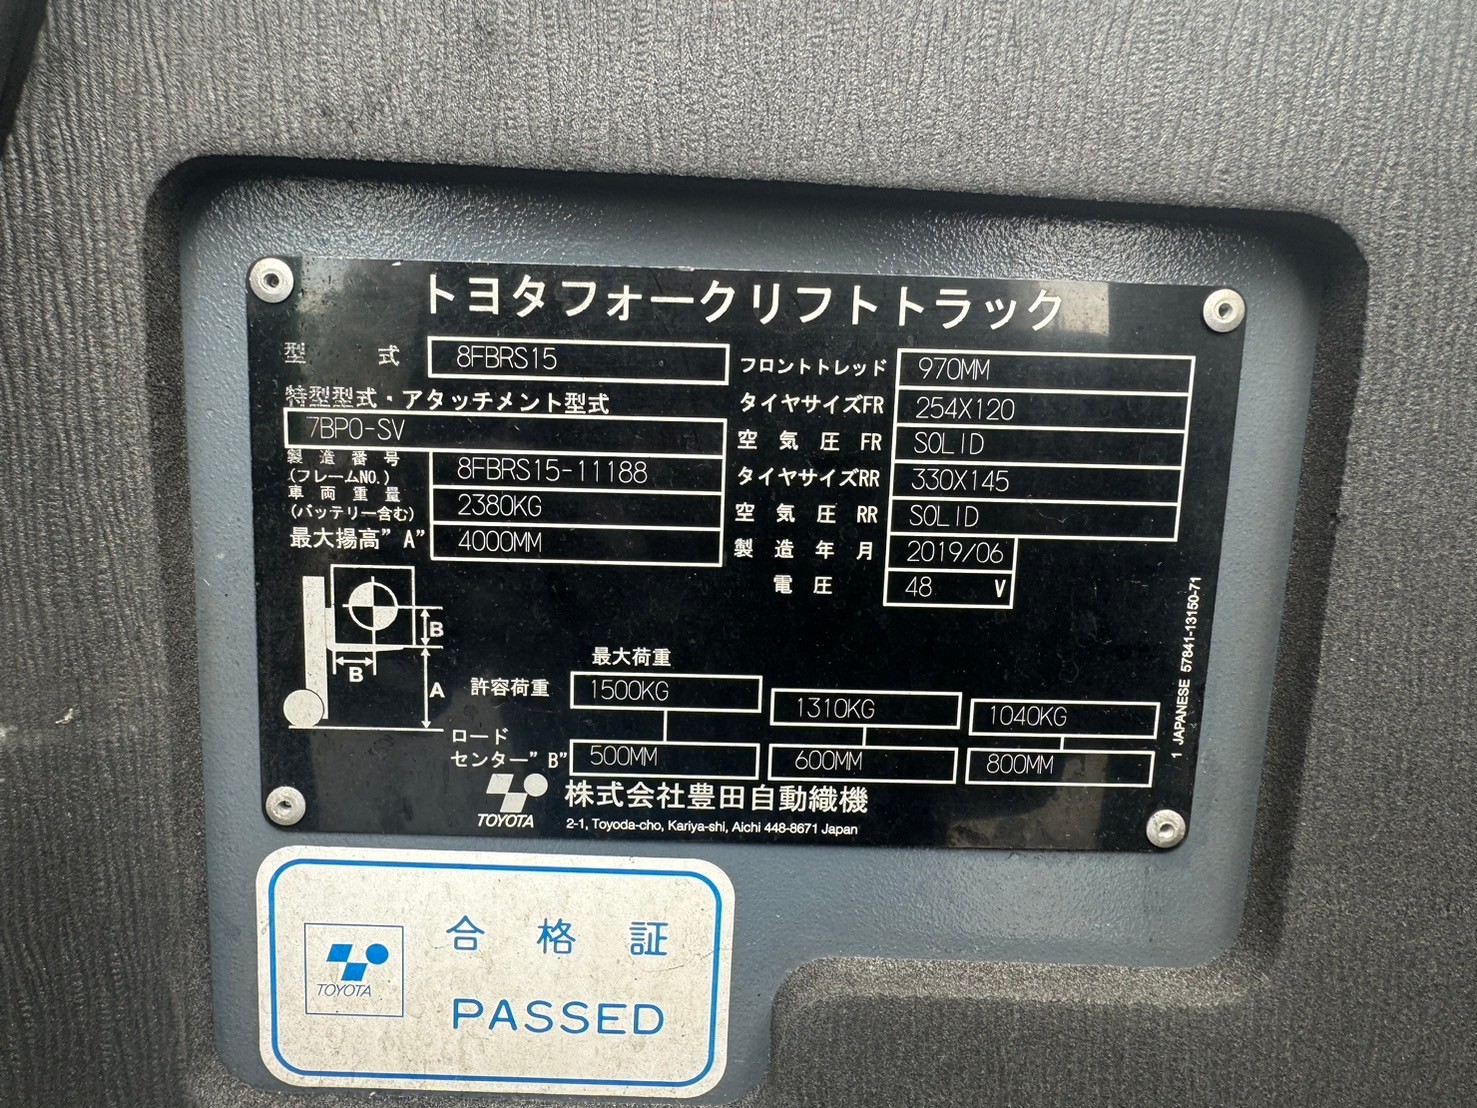 トヨタフォークリフトトラック
型 式 8FBRS15
特型型式・アタッチメント型式
7BPO-SV
製造番号 (フレームNO.) 8FBRS15-11188
車両重量 (バッテリー含む) 2380KG
最大揚高”A” 4000MM
フロントトレッド 970MM
タイヤサイズFR 254X120
空気圧 FR SOLID
タイヤサイズRR 330X145
空気圧 RR SOLID
製造年月 2019/06
電圧 48 V
B
B
A
最大荷重
許容荷重 1500KG 1310KG 1040KG
ロード
センター”B” 500MM 600MM 800MM
TOYOTA 株式会社豊田自動織機
2-1, Toyoda-cho, Kariya-shi, Aichi 448-8671 Japan
1 JAPANESE 57841-13150-71
TOYOTA
合格証
PASSED